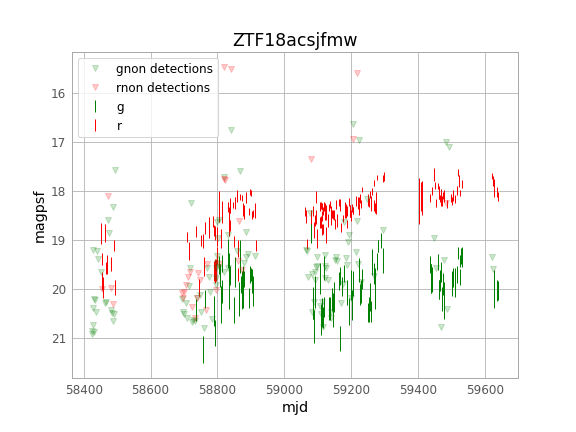 ZTF18acsjfmw
gnon detections
rnon detections
g
r
magpsf
16
17
18
19
20
21
58400 58600 58800 59000 59200 59400 59600
mjd